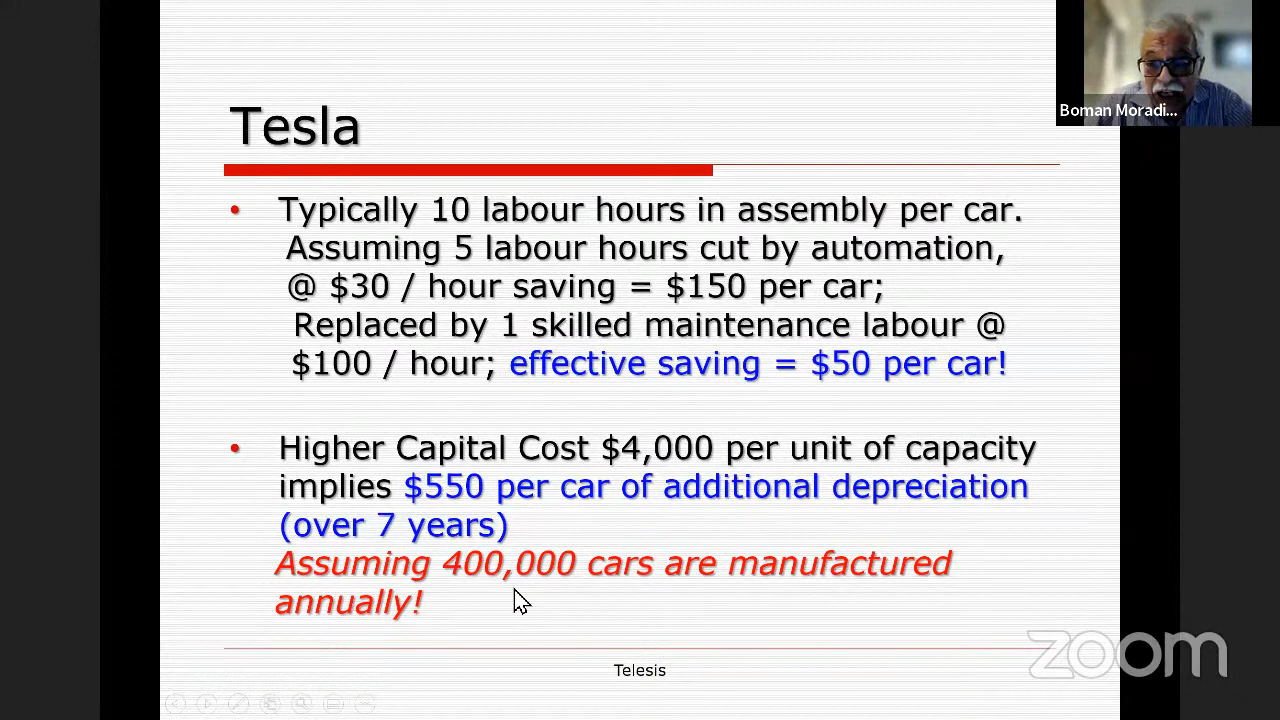 Boman Moradi...
Tesla
• Typically 10 labour hours in assembly per car.
Assuming 5 labour hours cut by automation,
@ $30 / hour saving = $150 per car;
Replaced by 1 skilled maintenance labour @
$100 / hour; effective saving = $50 per car!
• Higher Capital Cost $4,000 per unit of capacity
implies $550 per car of additional depreciation
(over 7 years)
Assuming 400,000 cars are manufactured
annually!
Telesis
zoom